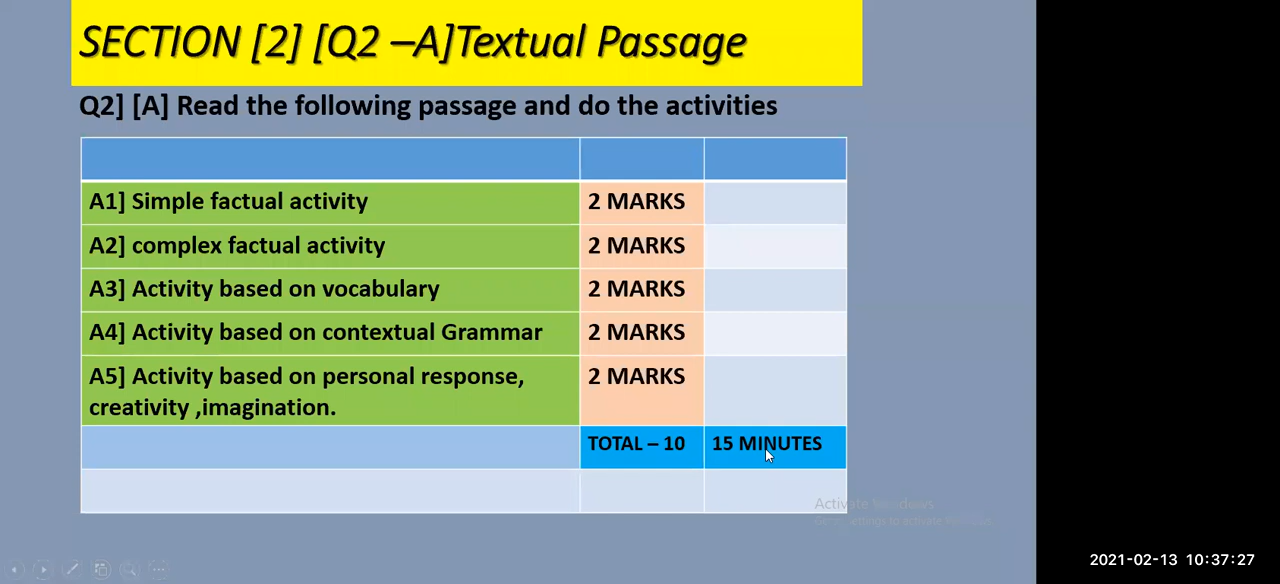 SECTION [2] [Q2 –A]Textual Passage
Q2] [A] Read the following passage and do the activities
A1] Simple factual activity 2 MARKS
A2] complex factual activity 2 MARKS
A3] Activity based on vocabulary 2 MARKS
A4] Activity based on contextual Grammar 2 MARKS
A5] Activity based on personal response, 2 MARKS
creativity ,imagination.
TOTAL – 10 15 MINUTES
Activate Windows
2021-02-13 10:37:27